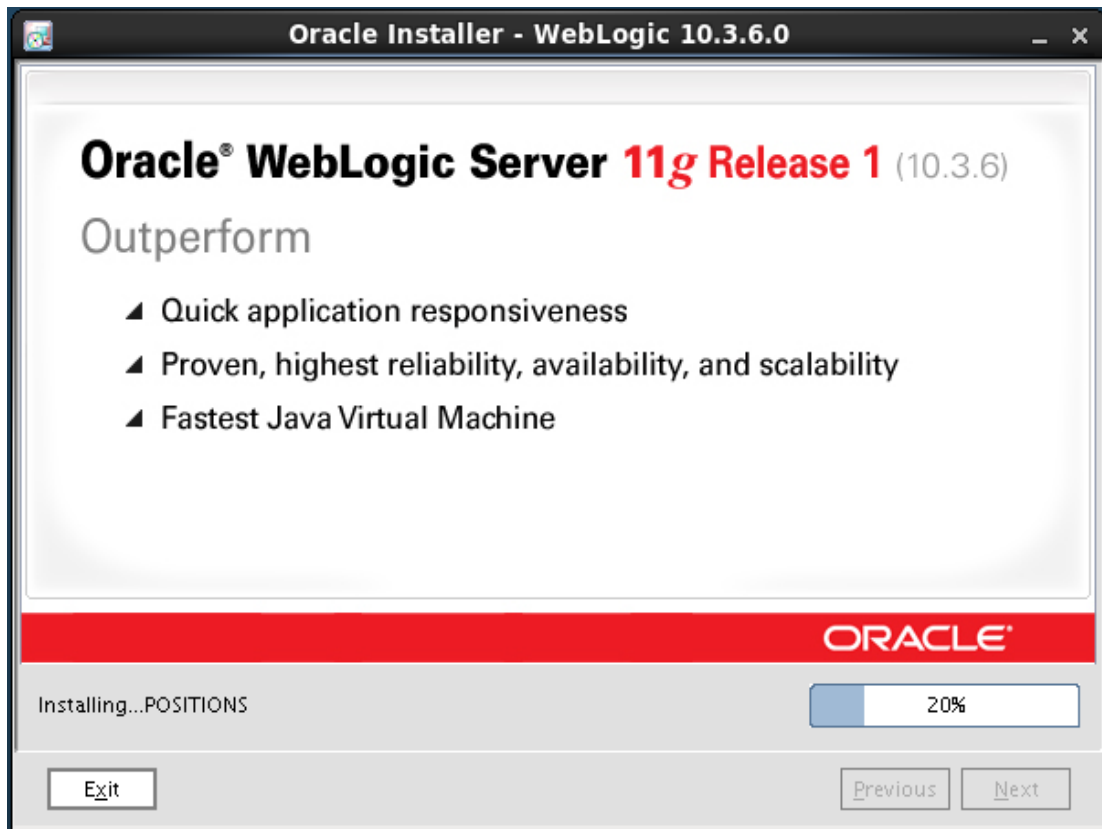 Oracle Installer - WebLogic 10.3.6.0
Oracle® WebLogic Server 11g Release 1 (10.3.6)
Outperform
Quick application responsiveness
Proven, highest reliability, availability, and scalability
Fastest Java Virtual Machine
ORACLE®
Installing...POSITIONS
20%
Exit
Previous
Next